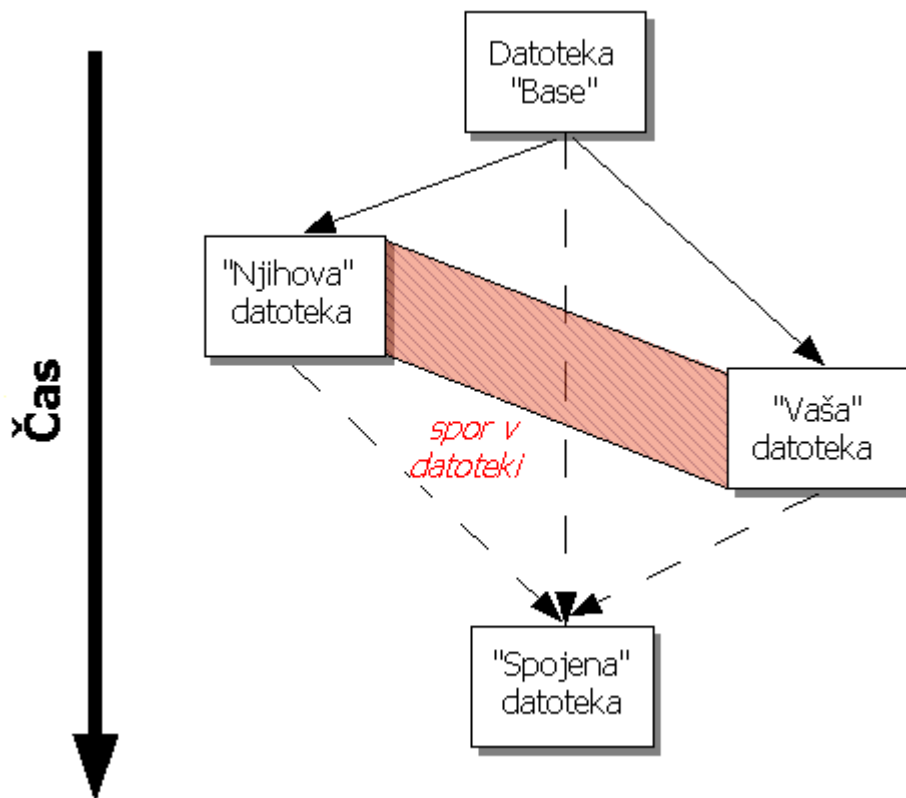 Datoteka
"Base"
"Njihova"
datoteka
Čas
"Vaša"
datoteka
spor v
datoteki
"Spojena"
datoteka